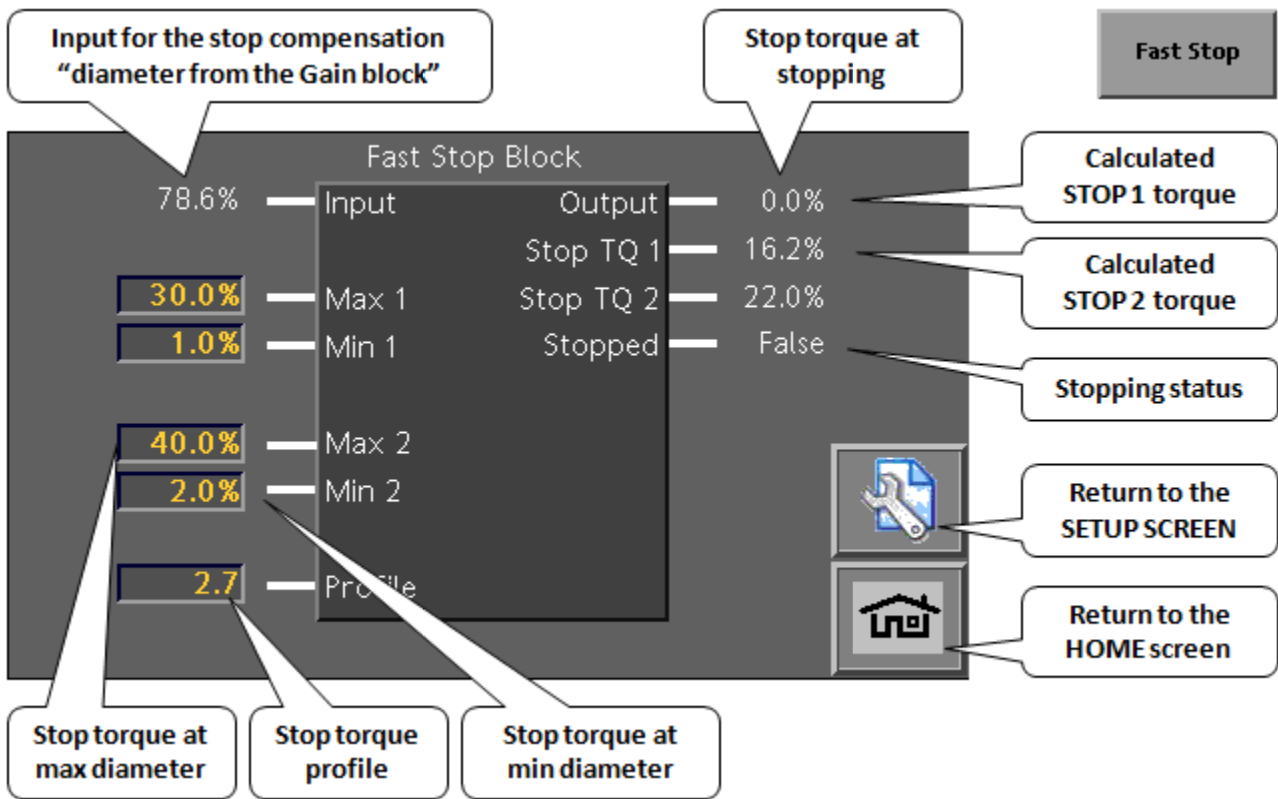 Input for the stop compensation
“diameter from the Gain block”
Stop torque at
stopping
Fast Stop
Fast Stop Block
78.6%
Input
Output
0.0%
Calculated
STOP 1 torque
Stop TQ 1
16.2%
Calculated
STOP 2 torque
30.0%
Max 1
Stop TQ 2
22.0%
1.0%
Min 1
Stopped
False
Stopping status
40.0%
Max 2
2.0%
Min 2
Return to the
SETUP SCREEN
2.7
Profile
Return to the
HOME screen
Stop torque at
max diameter
Stop torque
profile
Stop torque at
min diameter